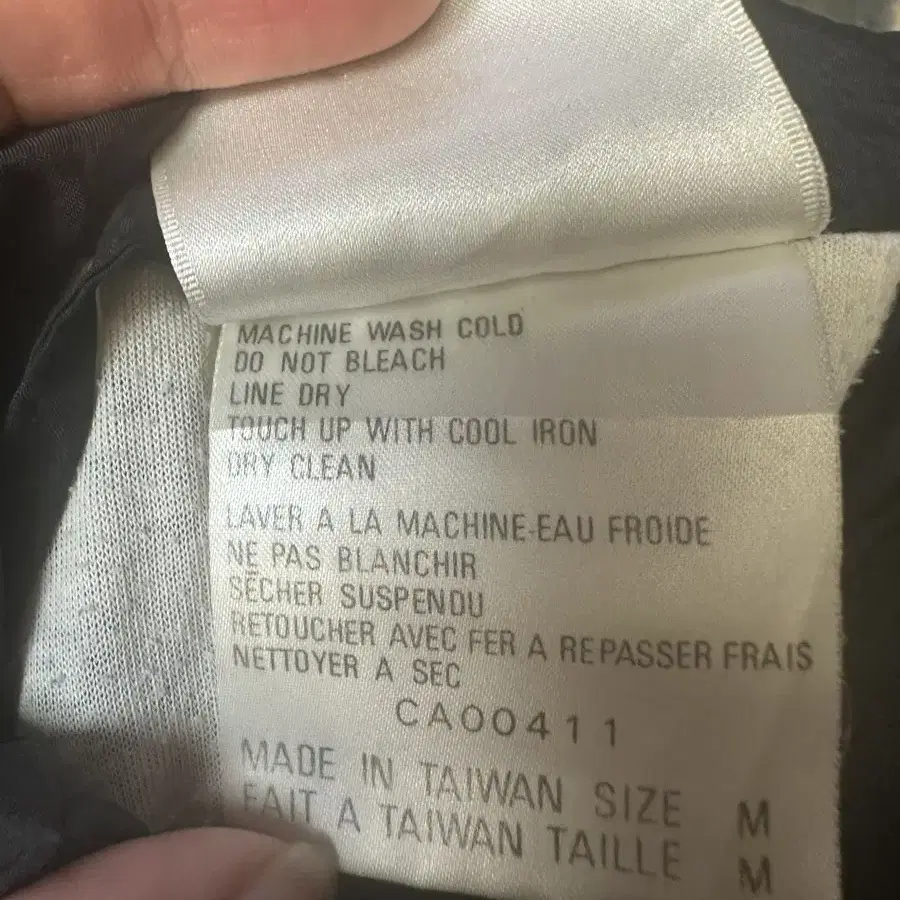 MACHINE WASH COLD
DO NOT BLEACH
LINE DRY
TOUCH UP WITH COOL IRON
DRY CLEAN
LAVER A LA MACHINE-EAU FROIDE
NE PAS BLANCHIR
SÊCHER SUSPENDU
RETOUCHER AVEC FER A REPASSER FRAIS
NETTOYER A SEC
CA00411
MADE IN TAIWAN SIZE M
FAIT A TAIWAN TAILLE M